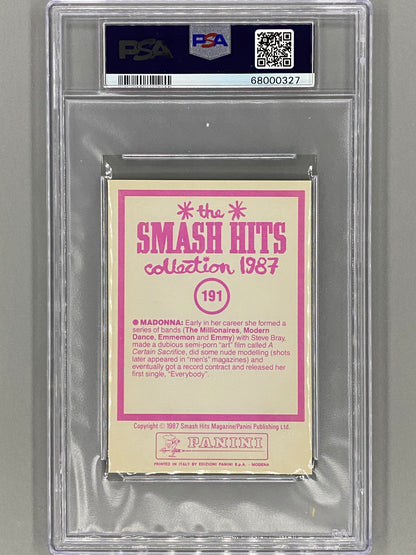 PSA
PSA
68000327
the
SMASH HITS
collection 1987
191
● MADONNA: Early in her career she formed a
series of bands (The Millionaires, Modern
Dance, Emmemon and Emmy) with Steve Bray,
made a dubious semi-porn "art" film called A
Certain Sacrifice, did some nude modelling (shots
later appeared in "men's" magazines) and
eventually got a record contract and released her
first single, "Everybody".
Copyright © 1987 Smash Hits Magazine/Panini Publishing Ltd.
PANINI
PRINTED IN ITALY BY EDIZIONI PANINI S.p.A. - MODENA